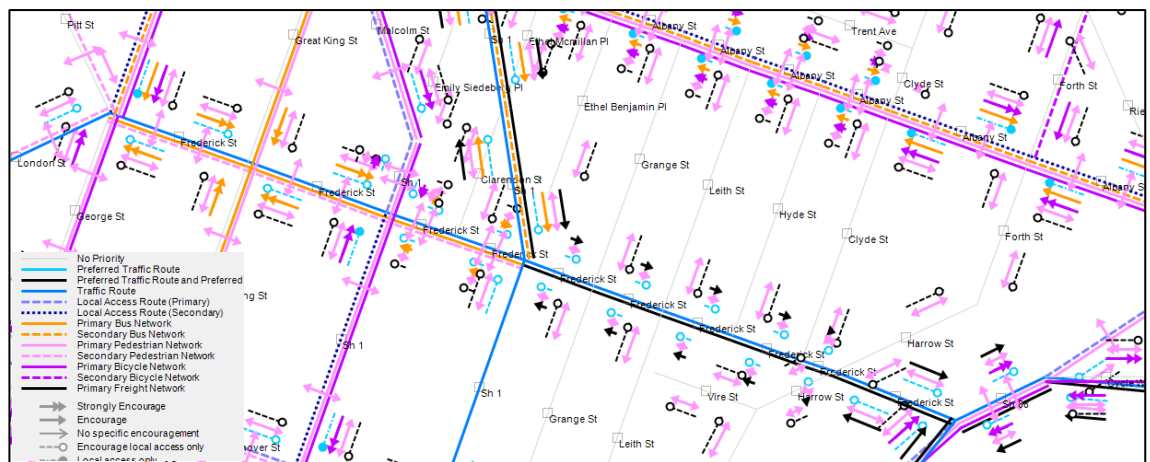 Pitt St
Great King St
Malcolm St
Sh 1
Ethel Mcmillan Pl
Albany St
Trent Ave
Albany St
Albany St
Clyde St
Forth St
Emily Siedeberg Pl
Ethel Benjamin Pl
Albany St
Frederick St
Albany St
London St
Grange St
Clarendon St
Sh 1
Albany St
Frederick St
Sh 1
Leith St
George St
Hyde St
Frederick St
Clyde St
Forth St
Frederick St
Frederick St
Frederick St
Frederick St
Frederick St
Harrow St
Sh 1
Frederick St
Sh 1
Vire St
Harrow St
Frederick St
Sh 88
Grange St
Leith St
No Priority
Preferred Traffic Route
Preferred Traffic Route and Preferred
Traffic Route
Local Access Route (Primary)
Local Access Route (Secondary)
Primary Bus Network
Secondary Bus Network
Primary Pedestrian Network
Secondary Pedestrian Network
Primary Bicycle Network
Secondary Bicycle Network
Primary Freight Network
Strongly Encourage
Encourage
No specific encouragement
Encourage local access only
Local access only